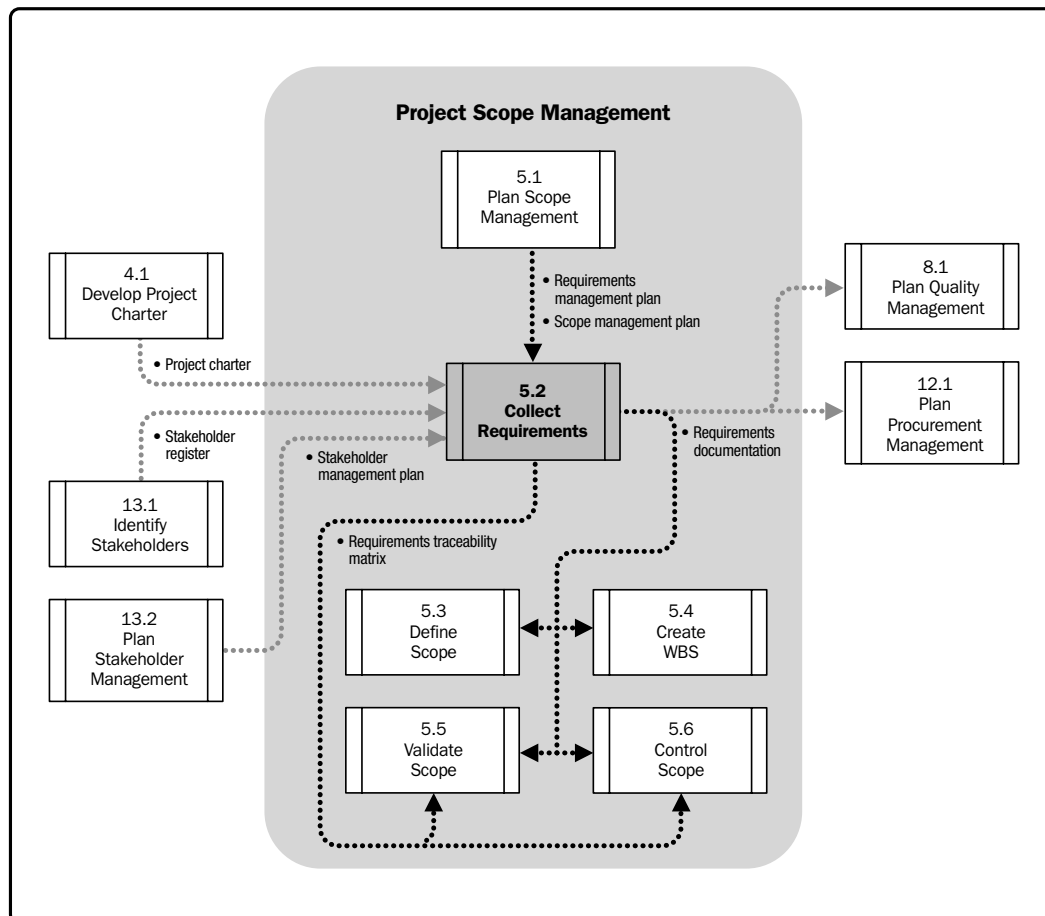 Project Scope Management
5.1
Plan Scope
Management
4.1
Develop Project
Charter
8.1
Plan Quality
Management
• Requirements
management plan
• Scope management plan
• Project charter
5.2
Collect
Requirements
12.1
Plan
Procurement
Management
• Stakeholder
register
• Stakeholder
management plan
• Requirements
documentation
13.1
Identify
Stakeholders
• Requirements traceability
matrix
13.2
Plan
Stakeholder
Management
5.3
Define
Scope
5.4
Create
WBS
5.5
Validate
Scope
5.6
Control
Scope